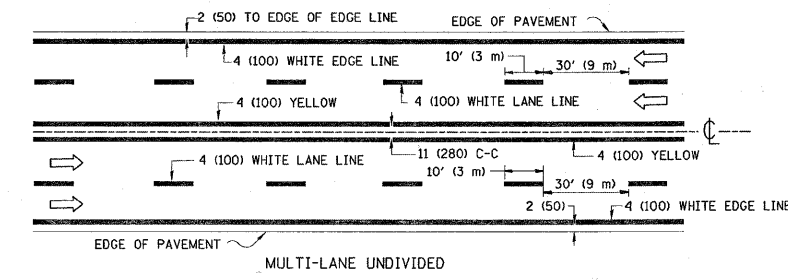 2 (50) TO EDGE OF EDGE LINE
EDGE OF PAVEMENT
4 (100) WHITE EDGE LINE
10' (3 m)
30' (9 m)
4 (100) YELLOW
4 (100) WHITE LANE LINE
℄
4 (100) WHITE LANE LINE
11 (280) C-C
4 (100) YELLOW
10' (3 m)
30' (9 m)
2 (50)
4 (100) WHITE EDGE LINE
EDGE OF PAVEMENT
MULTI-LANE UNDIVIDED